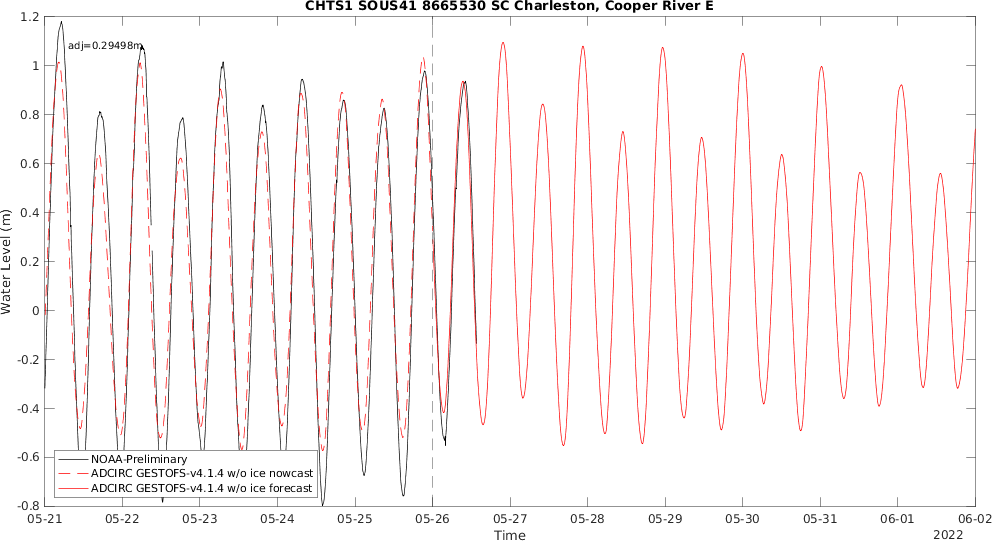 CHTS1 SOUS41 8665530 SC Charleston, Cooper River E
adj=0.29498m
1.2
1
0.8
0.6
0.4
0.2
0
-0.2
-0.4
-0.6
-0.8
Water Level (m)
NOAA-Preliminary
ADCIRC GESTOFS-v4.1.4 w/o ice nowcast
ADCIRC GESTOFS-v4.1.4 w/o ice forecast
05-21 05-22 05-23 05-24 05-25 05-26 05-27 05-28 05-29 05-30 05-31 06-01 06-02
Time
2022